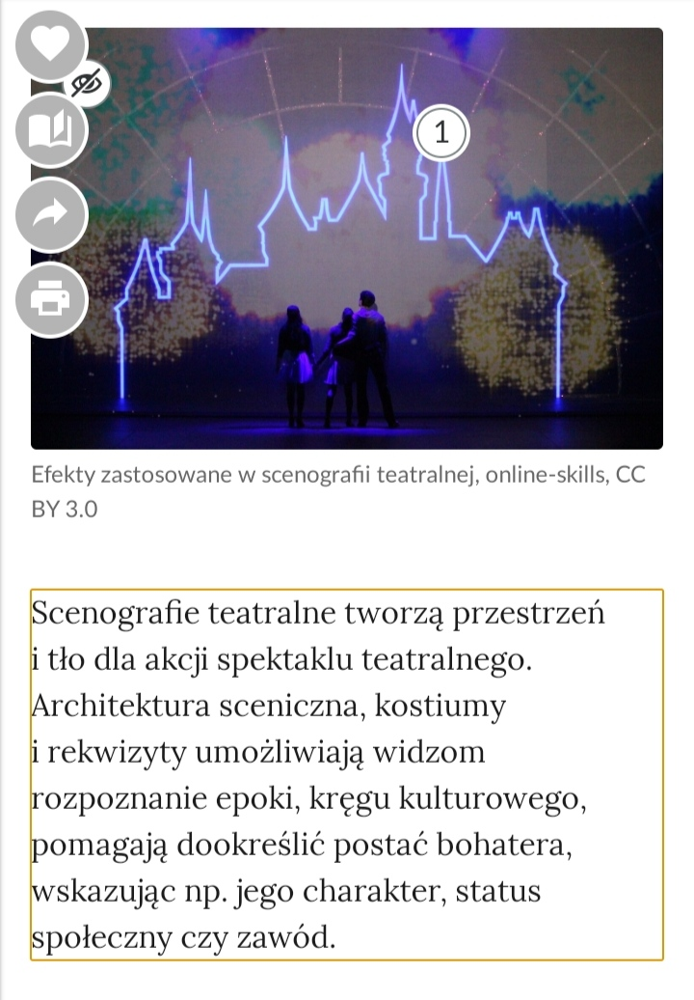 1
Efekty zastosowane w scenografii teatralnej, online-skills, CC
BY 3.0
Scenografie teatralne tworzą przestrzeń
i tło dla akcji spektaklu teatralnego.
Architektura sceniczna, kostiumy
i rekwizyty umożliwiają widzom
rozpoznanie epoki, kręgu kulturowego,
pomagają dookreślić postać bohatera,
wskazując np. jego charakter, status
społeczny czy zawód.